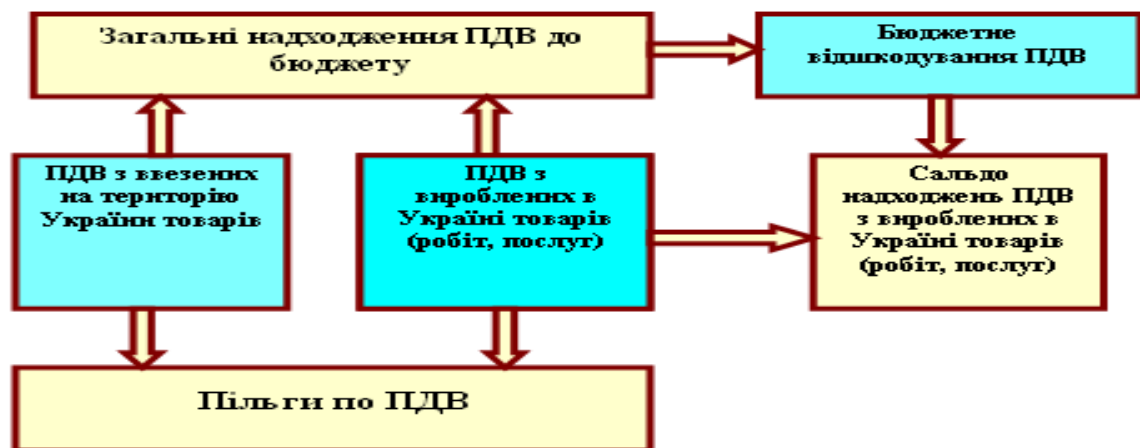 Загальні надходження ПДВ до
бюджету
Бюджетне
відшкодування ПДВ
ПДВ з ввезених
на територію
України товарів
ПДВ з
вироблених в
Україні товарів
(робіт, послуг)
Сальдо
надходжень ПДВ
з вироблених в
Україні товарів
(робіт, послуг)
Пільги по ПДВ